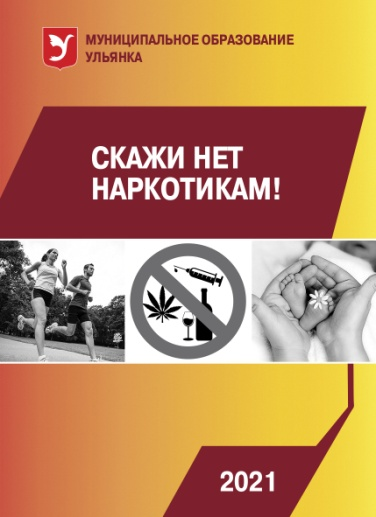 МУНИЦИПАЛЬНОЕ ОБРАЗОВАНИЕ
УЛЬЯНКА
СКАЖИ НЕТ
НАРКОТИКАМ!
2021